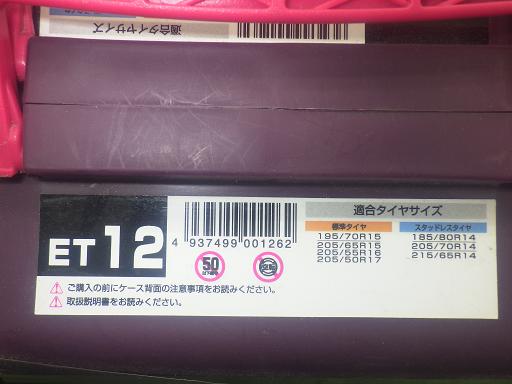 適合タイヤサイズ
ET 12
4 937499 001262
50
適合タイヤサイズ
標準タイヤ
195/70R15
205/65R15
205/55R17
205/50R17
スタッドレスタイヤ
185/80R14
205/70R14
215/65R14
ご購入の前にケース背面の注意事項をお読みください。
取扱説明書をお読みください。